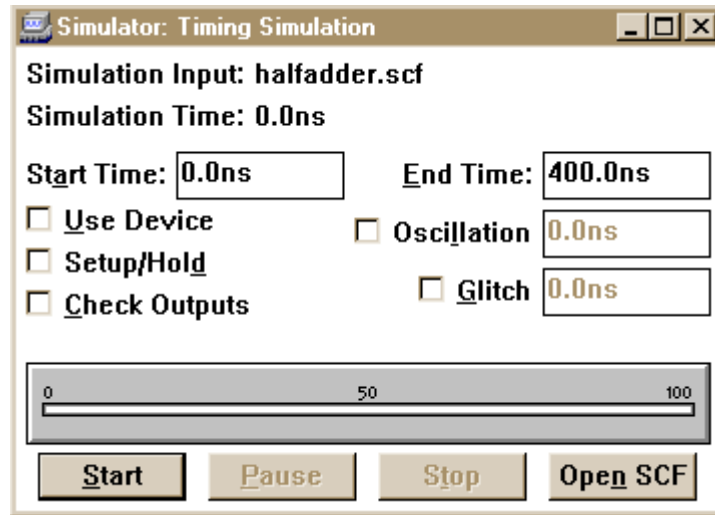 Simulator: Timing Simulation
Simulation Input: halfadder.scf
Simulation Time: 0.0ns
Start Time: 0.0ns End Time: 400.0ns
Use Device
Oscillation 0.0ns
Setup/Hold
Glitch 0.0ns
Check Outputs
0 50 100
Start Pause Stop Open SCF